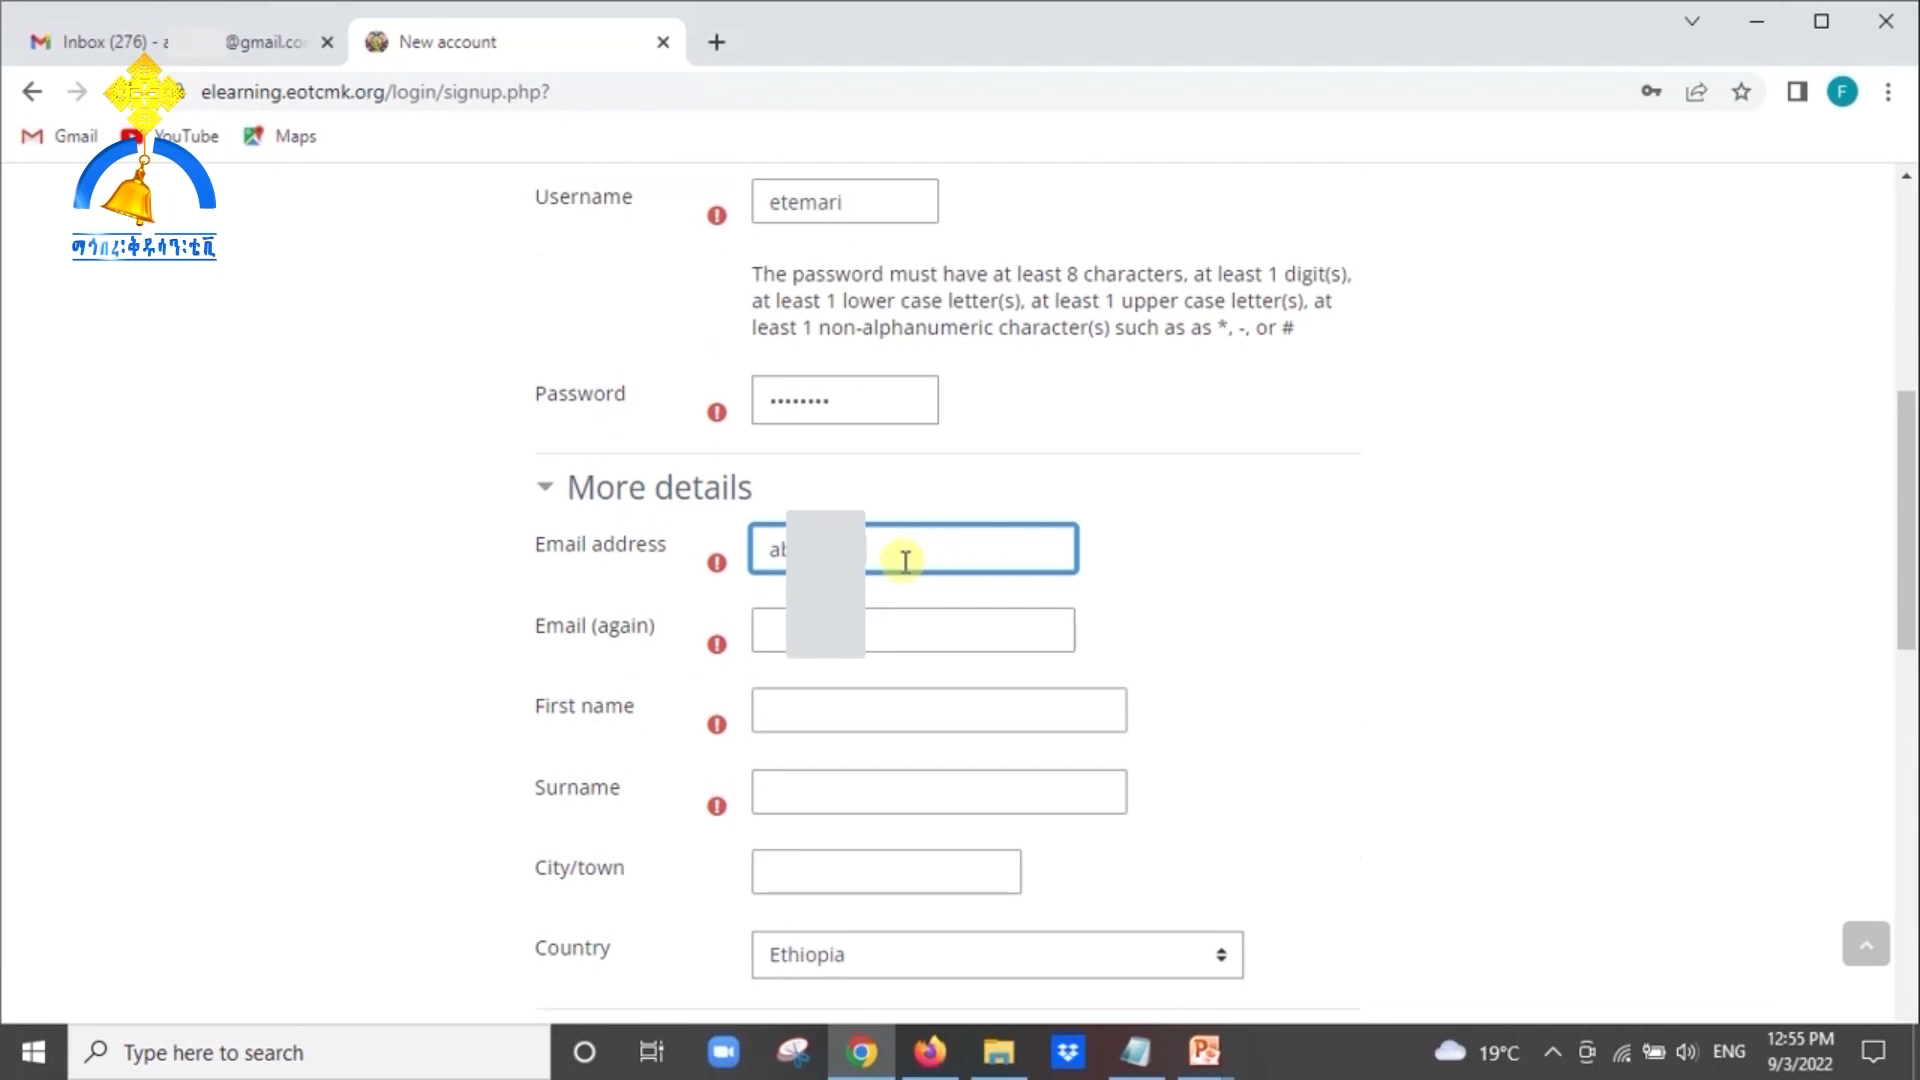 Inbox (276) - a @gmail.co
New account
elearning.eotcmk.org/login/signup.php?
F
Gmail
YouTube
Maps
ማኅበረ፡ቅዱሳን፡ቴቪ
Username
etemari
The password must have at least 8 characters, at least 1 digit(s),
at least 1 lower case letter(s), at least 1 upper case letter(s), at
least 1 non-alphanumeric character(s) such as as *, -, or #
Password
••••••••
More details
Email address
ab
Email (again)
First name
Surname
City/town
Country
Ethiopia
Type here to search
19°C
ENG
12:55 PM
9/3/2022